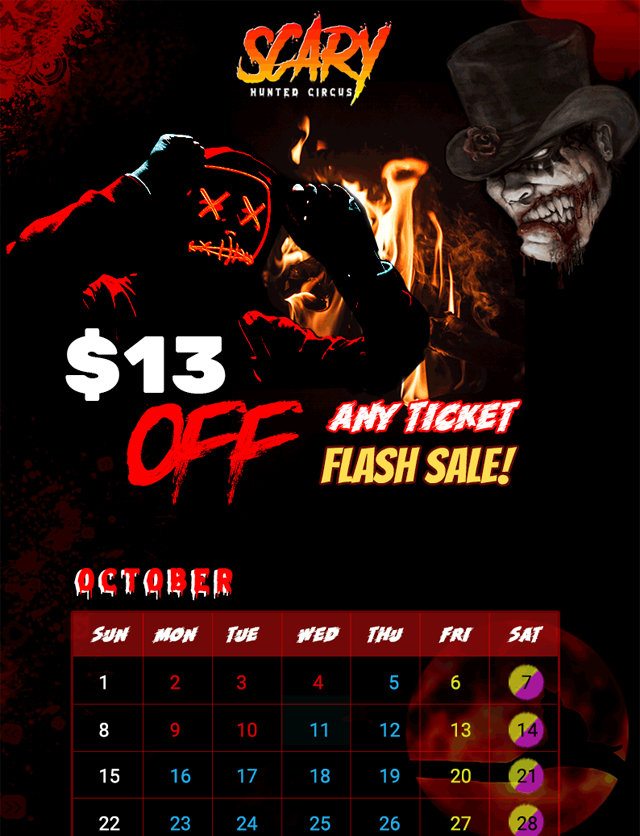 SCARY
HUNTED CIRCUS
$13
OFF
ANY TICKET
FLASH SALE!
OCTOBER
SUN MON TUE WED THU FRI SAT
1 2 3 4 5 6 7
8 9 10 11 12 13 14
15 16 17 18 19 20 21
22 23 24 25 26 27 28